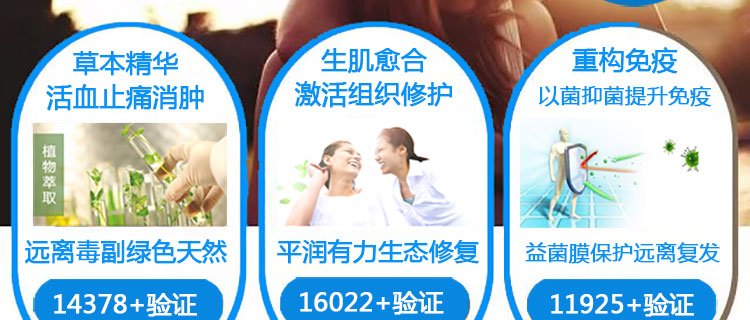 草本精华
活血止痛消肿
植物萃取
远离毒副绿色天然
14378+验证
生肌愈合
激活组织修护
平润有力生态修复
16022+验证
重构免疫
以菌抑菌提升免疫
益菌膜保护远离复发
11925+验证